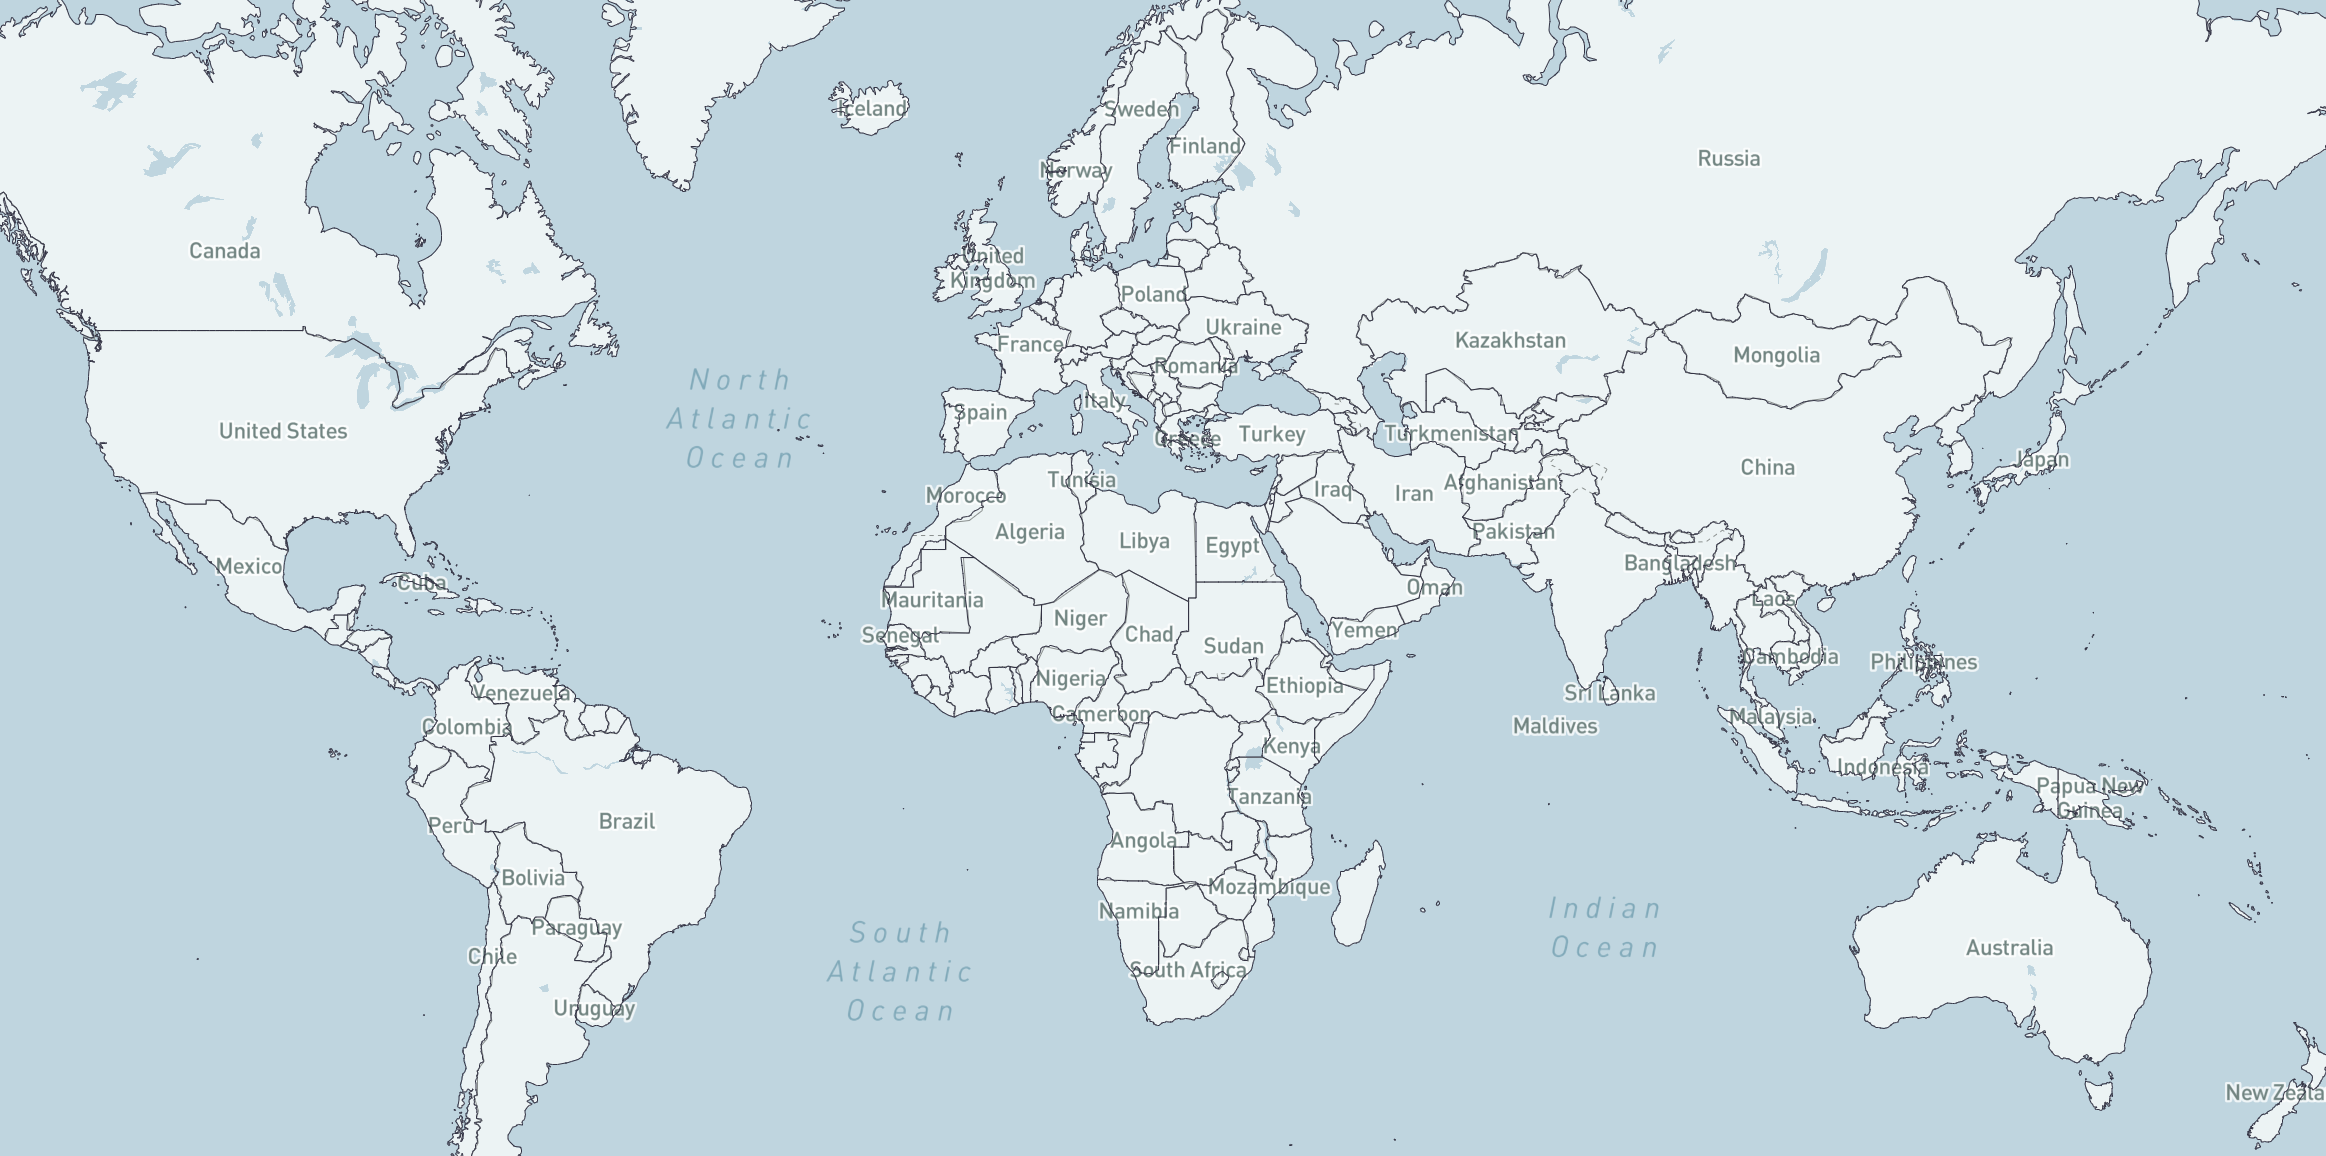 Iceland
Sweden
Finland
Norway
Russia
Canada
United
Kingdom
Poland
Ukraine
France
Kazakhstan
Mongolia
Romania
North
Atlantic
Ocean
Italy
Spain
United States
Greece
Turkey
Turkmenistan
Japan
China
Tunisia
Morocco
Iraq
Iran
Afghanistan
Algeria
Libya
Egypt
Pakistan
Mexico
Bangladesh
Cuba
Oman
Mauritania
Laos
Niger
Senegal
Chad
Sudan
Yemen
Cambodia
Philippines
Nigeria
Ethiopia
Venezuela
Sri Lanka
Colombia
Cameroon
Maldives
Malaysia
Kenya
Indonesia
Papua New
Guinea
Tanzania
Peru
Brazil
Angola
Bolivia
Mozambique
Namibia
Indian
Ocean
Paraguay
South
Atlantic
Ocean
Chile
South Africa
Australia
Uruguay
New Zeala